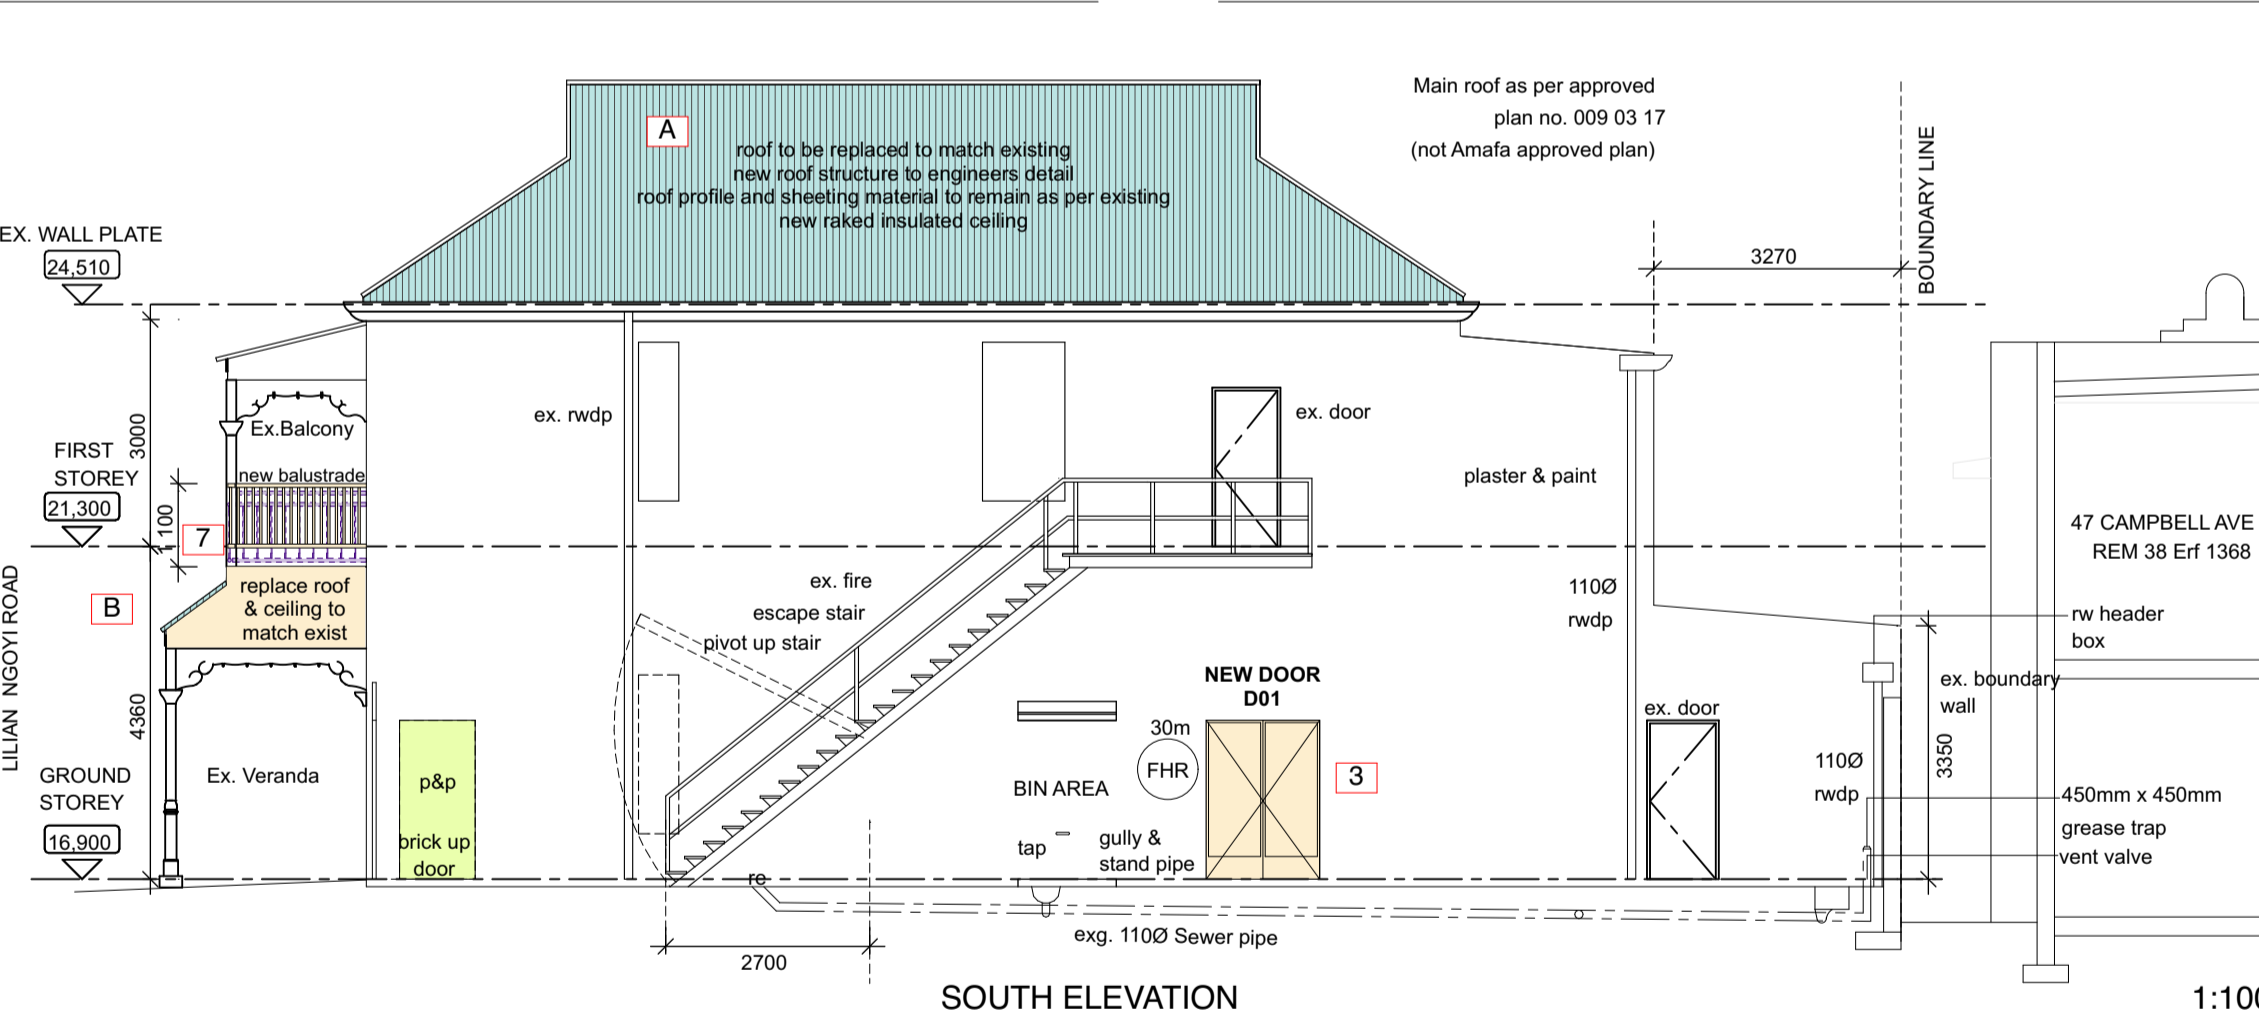 Main roof as per approved
plan no. 009 03 17
(not Amafa approved plan)
A
roof to be replaced to match existing
new roof structure to engineers detail
roof profile and sheeting material to remain as per existing
new raked insulated ceiling
BOUNDARY LINE
EX. WALL PLATE
24,510
3270
3000
ex. rwdp
ex. door
Ex.Balcony
FIRST
STOREY
21,300
new balustrade
plaster & paint
1100
7
47 CAMPBELL AVE
REM 38 Erf 1368
LILIAN NGOYI ROAD
B
replace roof
& ceiling to
match exist
ex. fire
escape stair
pivot up stair
110Ø
rwdp
rw header
box
NEW DOOR
D01
ex. boundary
wall
4360
30m
FHR
3
ex. door
110Ø
rwdp
3350
GROUND
STOREY
16,900
Ex. Veranda
p&p
brick up
door
BIN AREA
tap
gully &
stand pipe
450mm x 450mm
grease trap
vent valve
re
exg. 110Ø Sewer pipe
2700
SOUTH ELEVATION